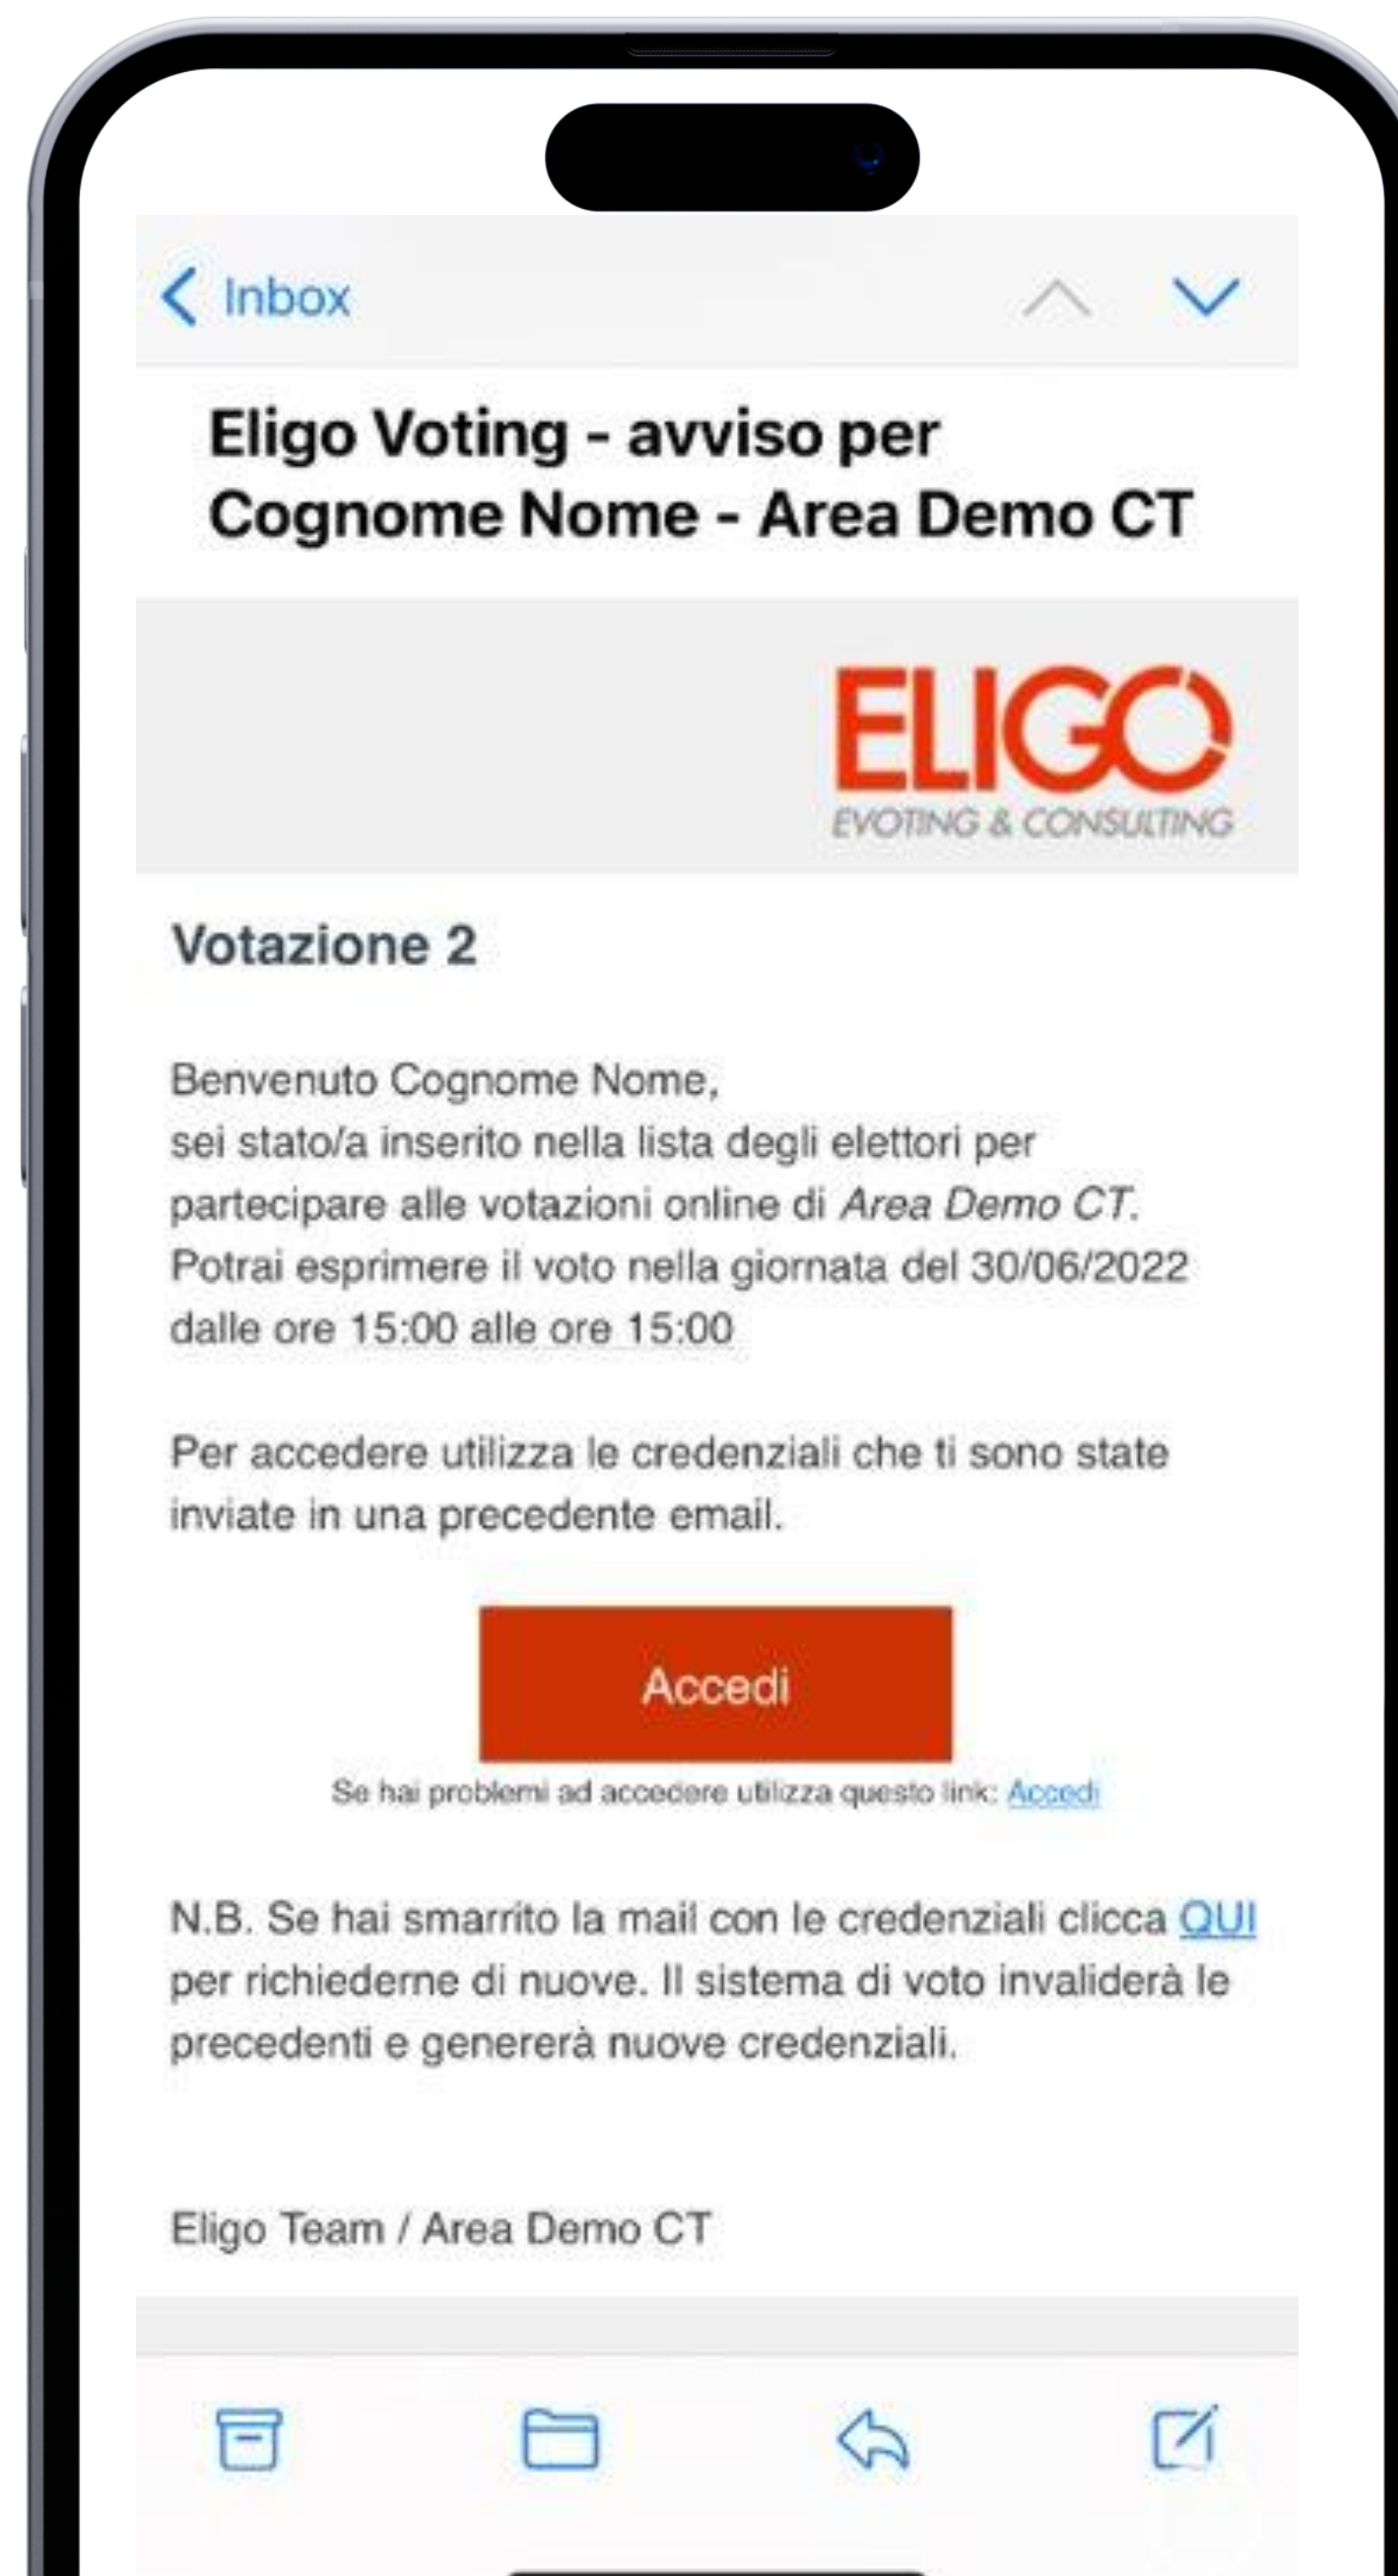 Inbox
Eligo Voting - avviso per
Cognome Nome - Area Demo CT
ELIGO
EVOTING & CONSULTING
Votazione 2
Benvenuto Cognome Nome,
sei stato/a inserito nella lista degli elettori per
partecipare alle votazioni online di Area Demo CT.
Potrai esprimere il voto nella giornata del 30/06/2022
dalle ore 15:00 alle ore 15:00
Per accedere utilizza le credenziali che ti sono state
inviate in una precedente email.
Accedi
Se hai problemi ad accedere utilizza questo link: Accedi
N.B. Se hai smarrito la mail con le credenziali clicca QUI
per richiederne di nuove. Il sistema di voto invaliderà le
precedenti e genererà nuove credenziali.
Eligo Team / Area Demo CT